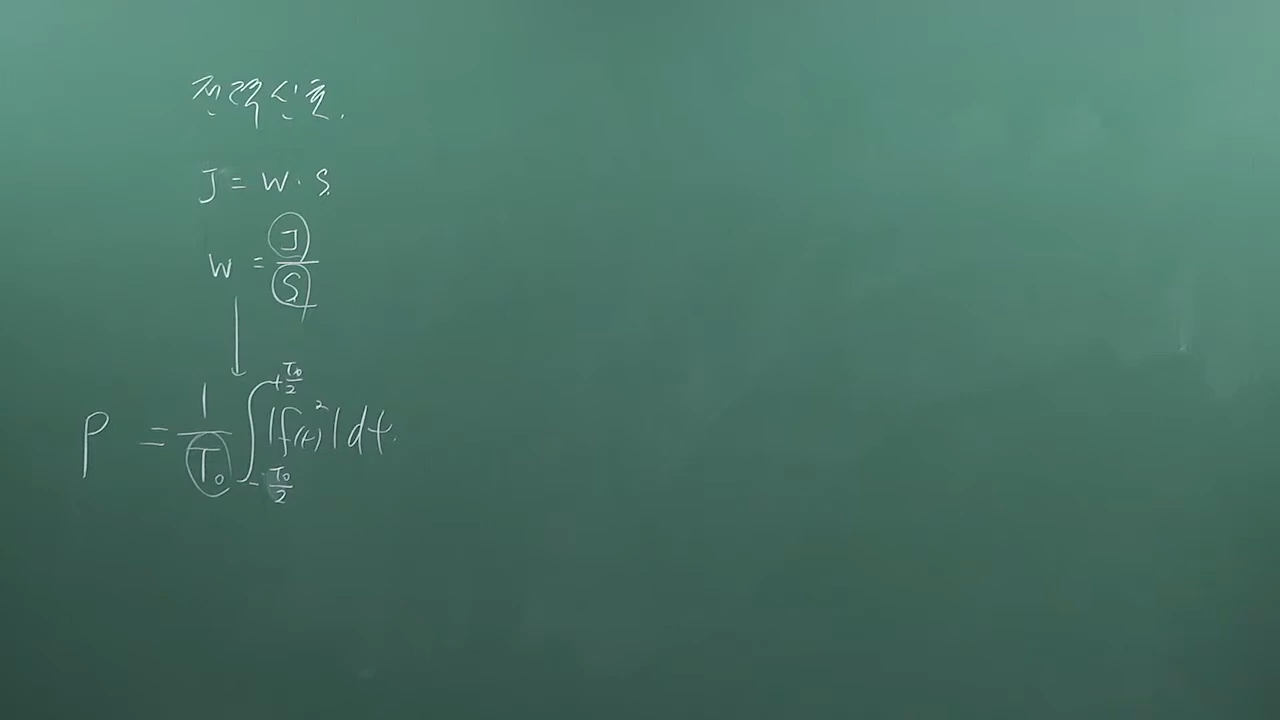 전력신호.
J = W · S
W = J/S
P = 1/T₀ ∫_{-T₀/2}^{+T₀/2} |f(t)²| dt.